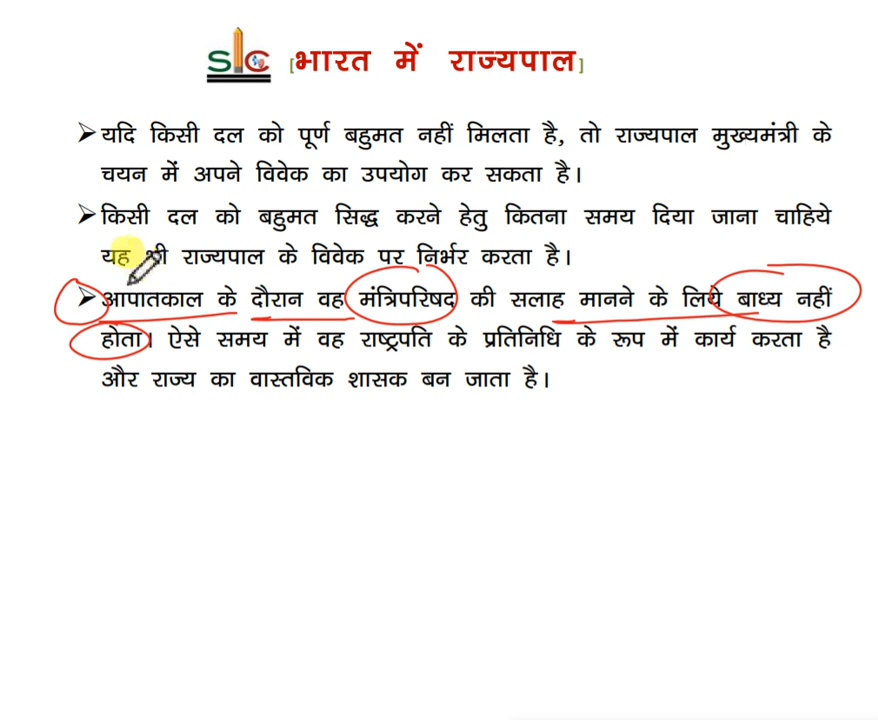 SIC [भारत में राज्यपाल]
➢ यदि किसी दल को पूर्ण बहुमत नहीं मिलता है, तो राज्यपाल मुख्यमंत्री के
चयन में अपने विवेक का उपयोग कर सकता है।
➢ किसी दल को बहुमत सिद्ध करने हेतु कितना समय दिया जाना चाहिये
यह भी राज्यपाल के विवेक पर निर्भर करता है।
➢ आपातकाल के दौरान वह मंत्रिपरिषद की सलाह मानने के लिये बाध्य नहीं
होता। ऐसे समय में वह राष्ट्रपति के प्रतिनिधि के रूप में कार्य करता है
और राज्य का वास्तविक शासक बन जाता है।